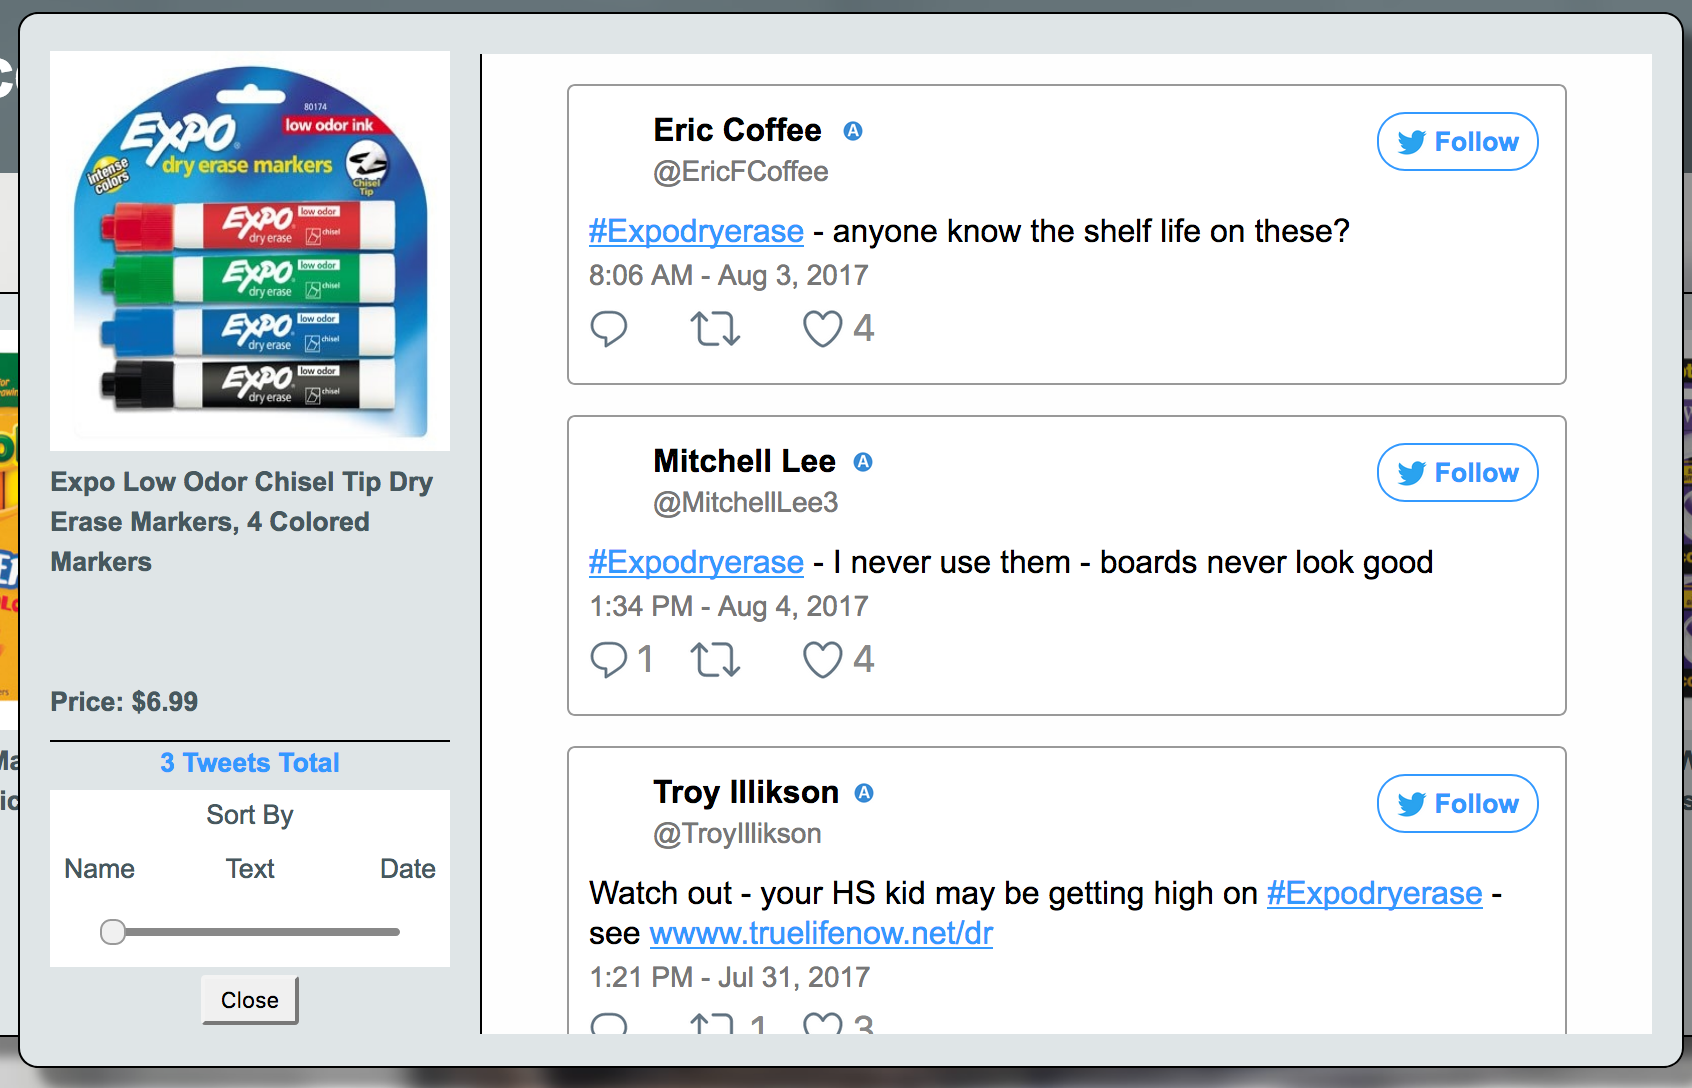 80174
EXPO
low odor ink
dry erase markers
intense
colors
Chisel
Tip
EXPO low odor
dry erase chisel
EXPO low odor
dry erase chisel
EXPO low odor
dry erase chisel
EXPO low odor
dry erase chisel
Expo Low Odor Chisel Tip Dry
Erase Markers, 4 Colored
Markers
Price: $6.99
3 Tweets Total
Sort By
Name Text Date
Close
Eric Coffee A
@EricFCoffee
Follow
#Expodryerase - anyone know the shelf life on these?
8:06 AM - Aug 3, 2017
4
Mitchell Lee A
@MitchellLee3
Follow
#Expodryerase - I never use them - boards never look good
1:34 PM - Aug 4, 2017
1 4
Troy Illikson A
@TroyIllikson
Follow
Watch out - your HS kid may be getting high on #Expodryerase -
see wwww.truelifenow.net/dr
1:21 PM - Jul 31, 2017
1 3